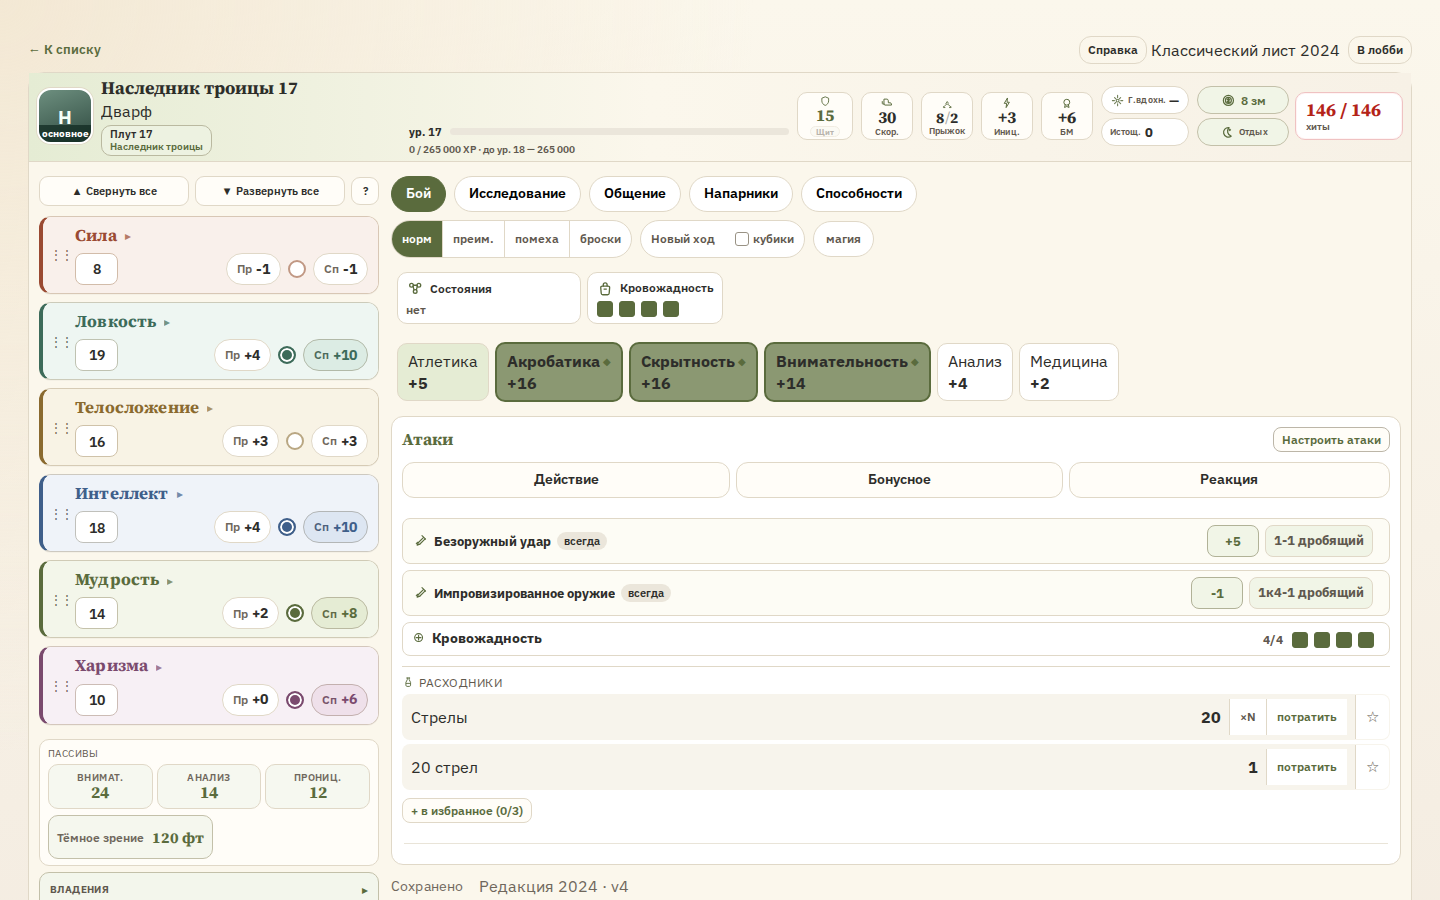 ← К списку
Справка Классический лист 2024 В лобби
Н
основное
Наследник троицы 17
Дварф
Плут 17
Наследник троицы
ур. 17
0 / 265 000 XP · до ур. 18 — 265 000
15
Щит
30
Скор.
8/2
Прыжок
+3
Иниц.
+6
БМ
Г.вдохн. —
Истощ. 0
8 зм
Отдых
146 / 146
хиты
▲ Свернуть все
▼ Развернуть все
?
Сила ▸
8
Пр -1
Сп -1
Ловкость ▸
19
Пр +4
Сп +10
Телосложение ▸
16
Пр +3
Сп +3
Интеллект ▸
18
Пр +4
Сп +10
Мудрость ▸
14
Пр +2
Сп +8
Харизма ▸
10
Пр +0
Сп +6
ПАССИВЫ
ВНИМАТ.
24
АНАЛИЗ
14
ПРОНИЦ.
12
Тёмное зрение 120 фт
ВЛАДЕНИЯ ▸
Бой
Исследование
Общение
Напарники
Способности
норм
преим.
помеха
броски
Новый ход
кубики
магия
Состояния
нет
Кровожадность
Атлетика
+5
Акробатика ◆
+16
Скрытность ◆
+16
Внимательность ◆
+14
Анализ
+4
Медицина
+2
Атаки
Настроить атаки
Действие
Бонусное
Реакция
Безоружный удар всегда
+5
1-1 дробящий
Импровизированное оружие всегда
-1
1к4-1 дробящий
Кровожадность
4/4
РАСХОДНИКИ
Стрелы
20
×N
потратить
☆
20 стрел
1
потратить
☆
+ в избранное (0/3)
Сохранено Редакция 2024 · v4